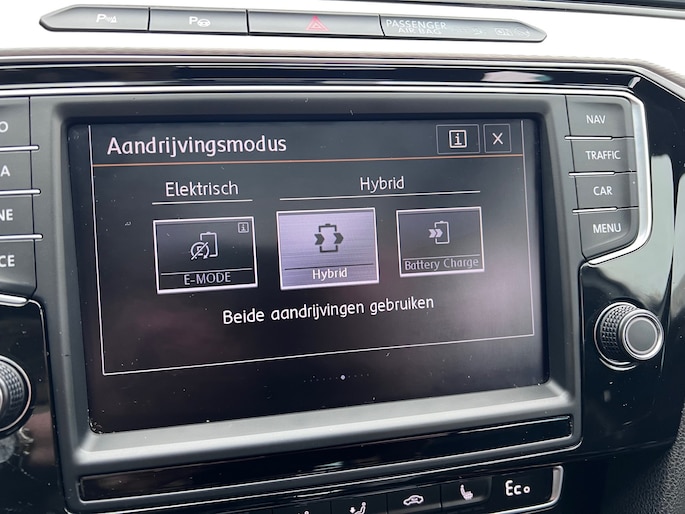 PASSENGER
AIR BAG
NAV
TRAFFIC
CAR
MENU
Aandrijvingsmodus
i X
Elektrisch Hybrid
i
E-MODE Hybrid Battery Charge
Beide aandrijvingen gebruiken
Eco